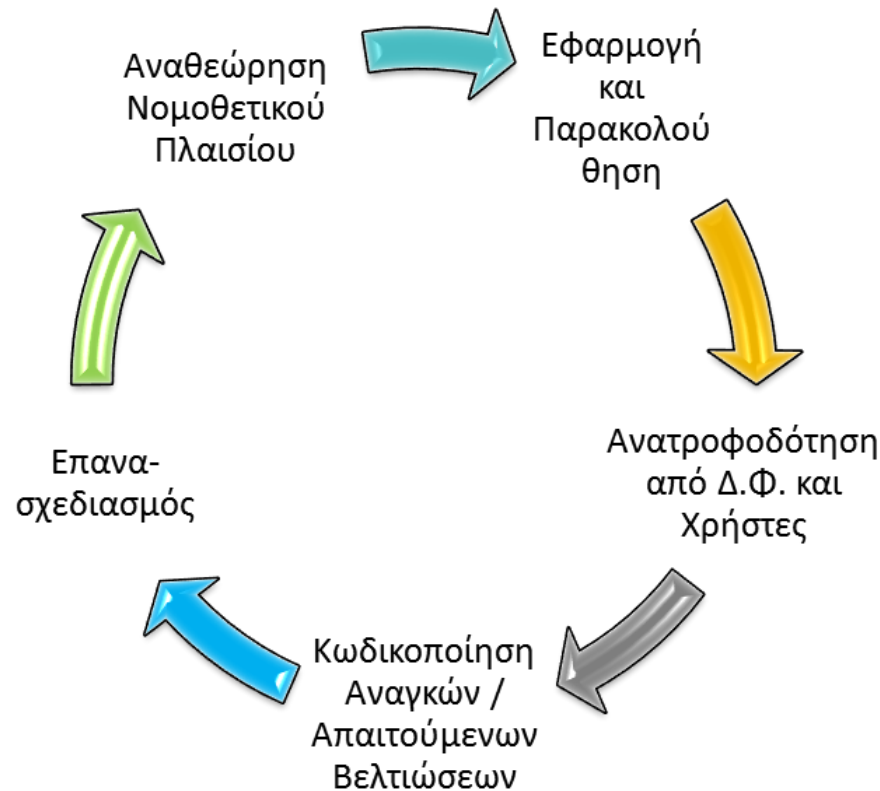 Αναθεώρηση
Νομοθετικού
Πλαισίου
Εφαρμογή
και
Παρακολού
θηση
Ανατροφοδότηση
από Δ.Φ. και
Χρήστες
Κωδικοποίηση
Αναγκών /
Απαιτούμενων
Βελτιώσεων
Επανα-
σχεδιασμός